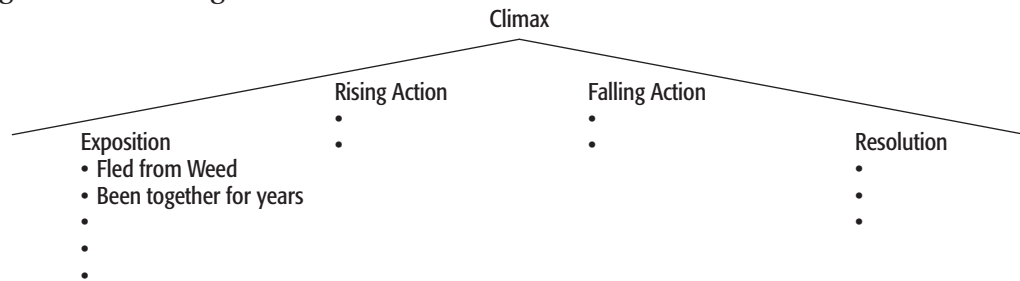 Climax
Rising Action
•
•
Falling Action
•
•
Exposition
• Fled from Weed
• Been together for years
•
•
•
Resolution
•
•
•